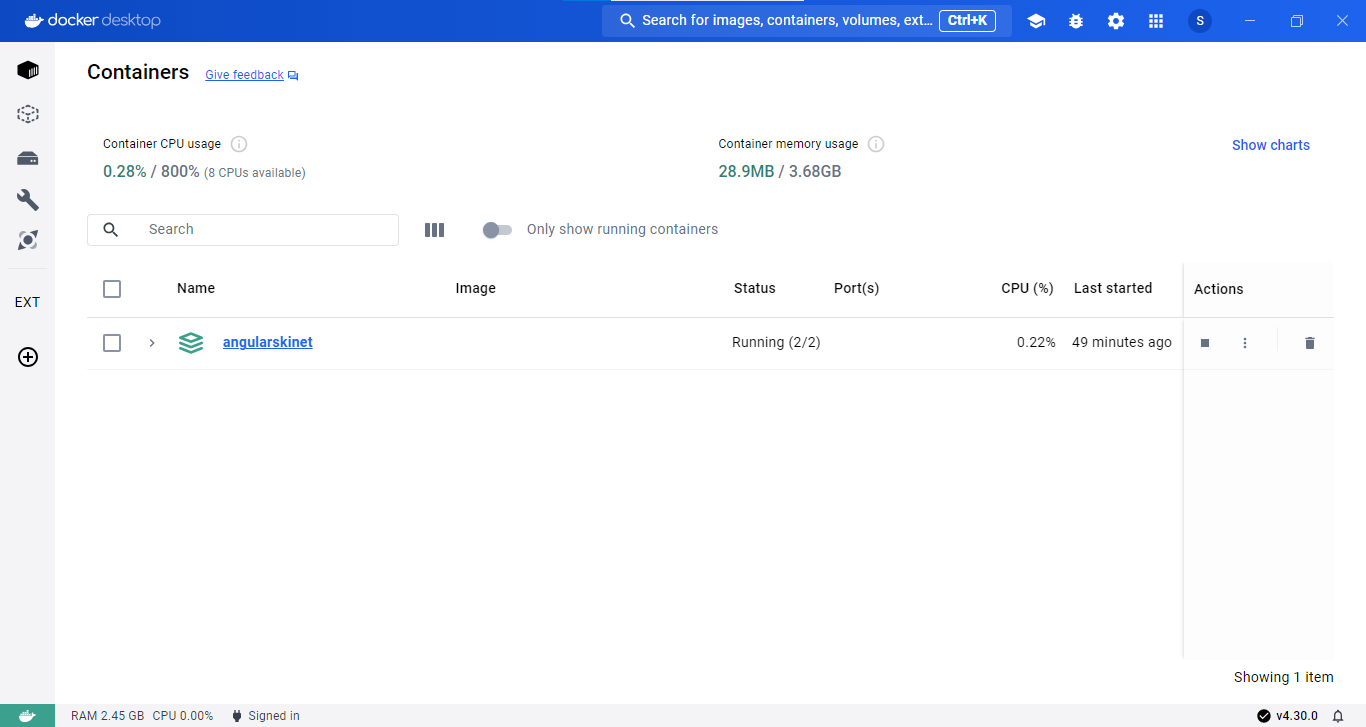 docker desktop
Search for images, containers, volumes, ext... Ctrl+K
S
Containers Give feedback
Container CPU usage
0.28% / 800% (8 CPUs available)
Container memory usage
28.9MB / 3.68GB
Show charts
Search
Only show running containers
Name Image Status Port(s) CPU (%) Last started Actions
angularskinet Running (2/2) 0.22% 49 minutes ago
EXT
Showing 1 item
RAM 2.45 GB CPU 0.00% Signed in
v4.30.0